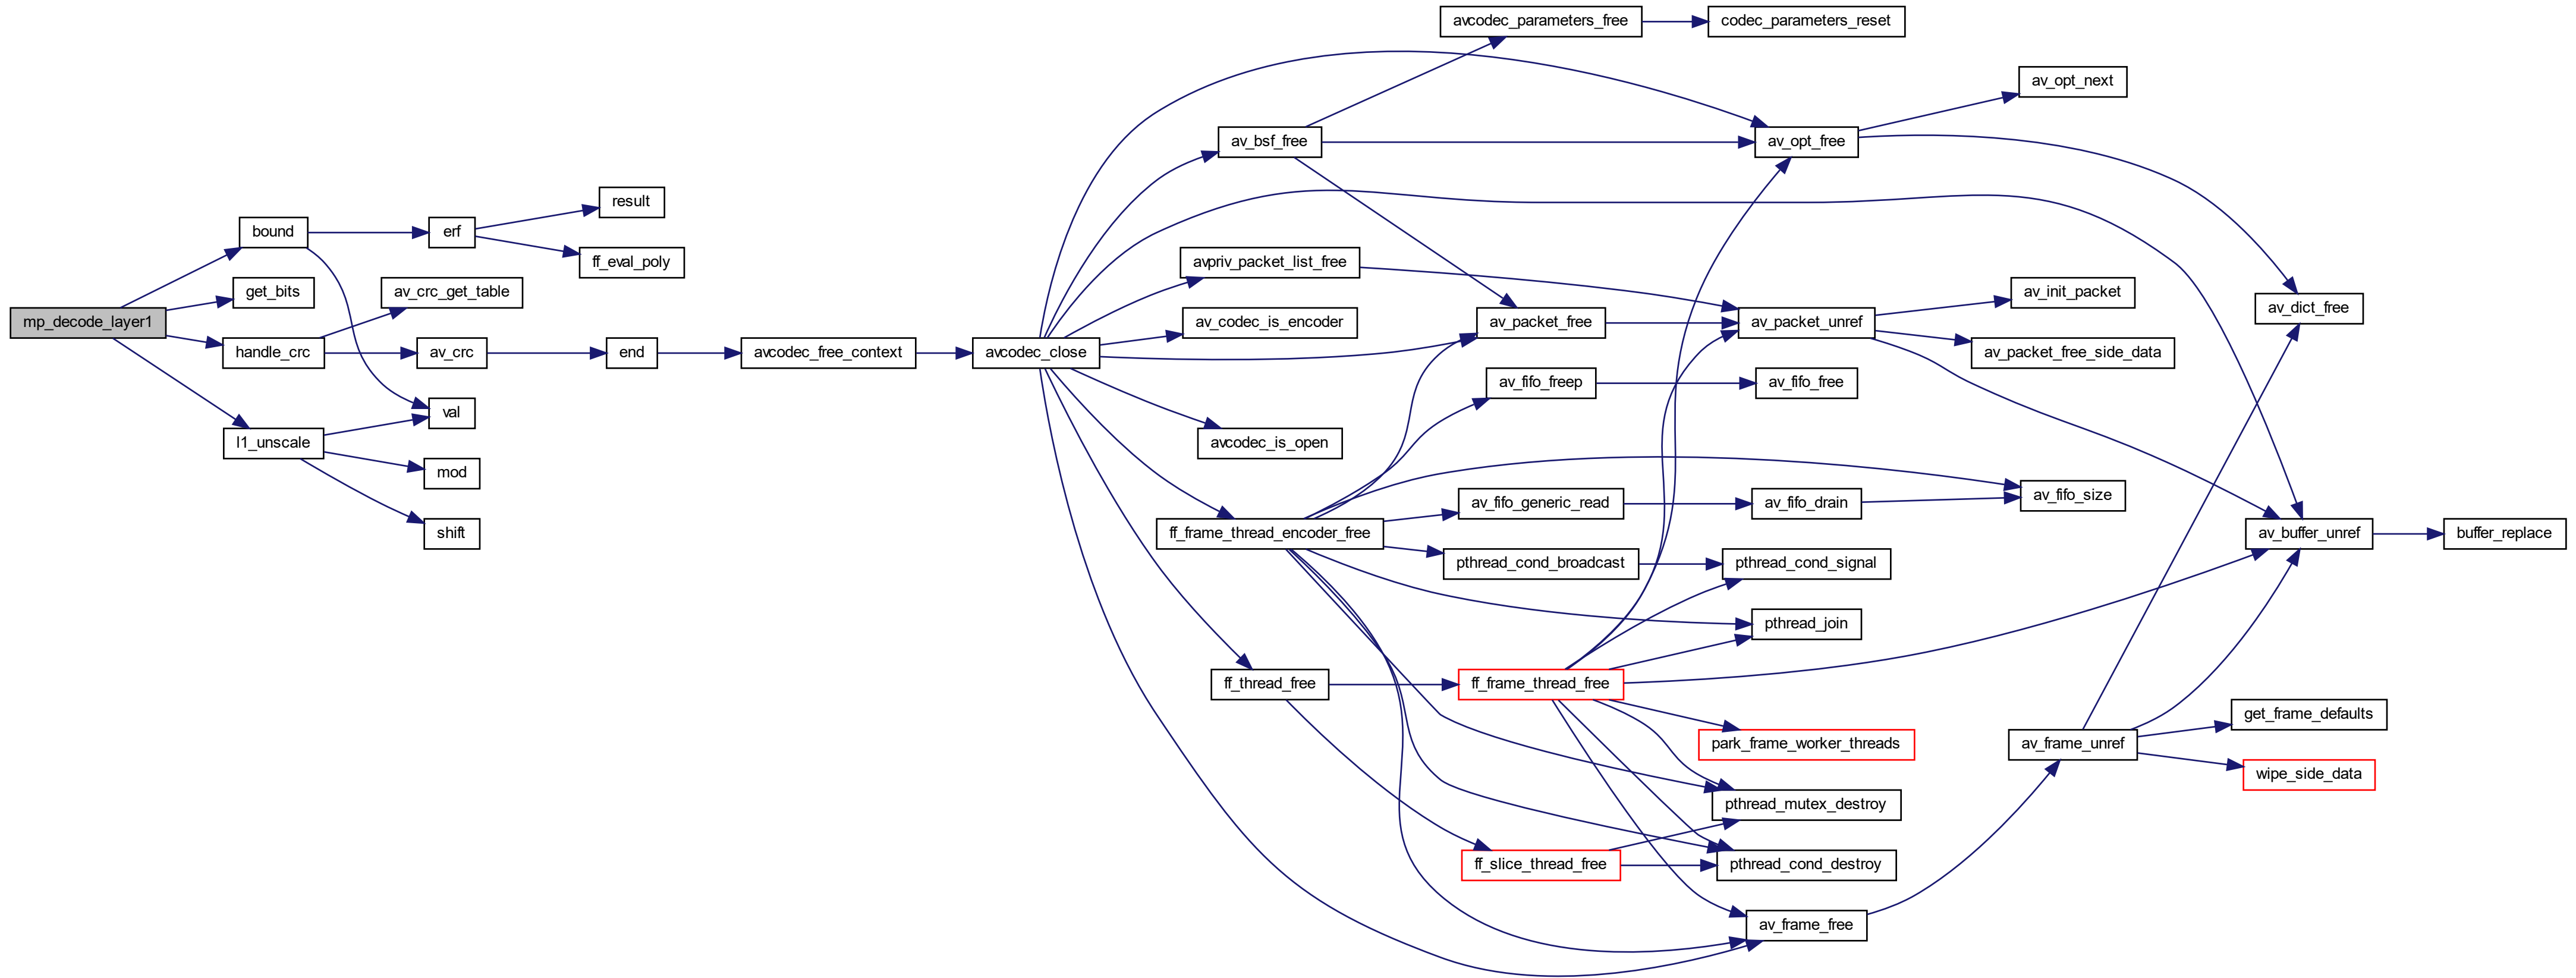 avcodec_parameters_free
codec_parameters_reset
av_opt_next
av_bsf_free
av_opt_free
result
bound
erf
ff_eval_poly
avpriv_packet_list_free
get_bits
av_crc_get_table
av_init_packet
mp_decode_layer1
av_codec_is_encoder
av_packet_free
av_packet_unref
av_dict_free
handle_crc
av_crc
end
avcodec_free_context
avcodec_close
av_packet_free_side_data
av_fifo_freep
av_fifo_free
val
l1_unscale
avcodec_is_open
mod
av_fifo_generic_read
av_fifo_drain
av_fifo_size
shift
ff_frame_thread_encoder_free
av_buffer_unref
buffer_replace
pthread_cond_broadcast
pthread_cond_signal
pthread_join
ff_thread_free
ff_frame_thread_free
get_frame_defaults
park_frame_worker_threads
av_frame_unref
wipe_side_data
pthread_mutex_destroy
ff_slice_thread_free
pthread_cond_destroy
av_frame_free